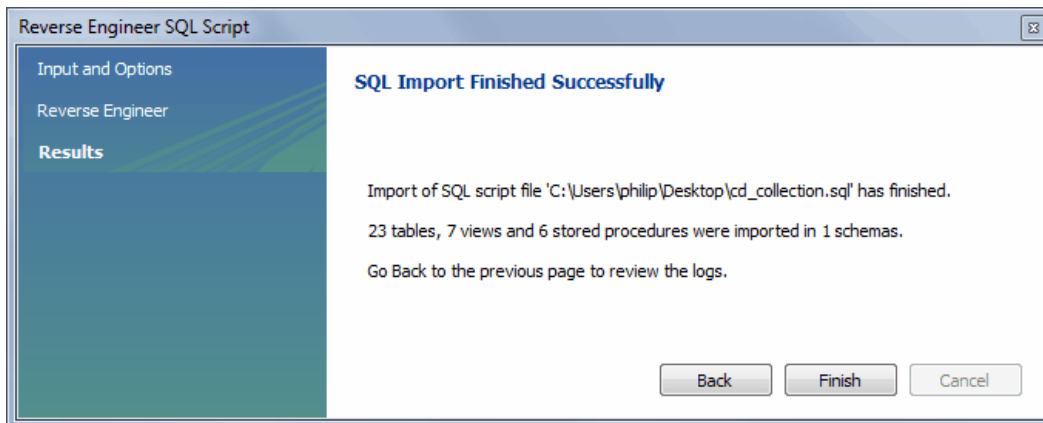 Reverse Engineer SQL Script
Input and Options
Reverse Engineer
Results
SQL Import Finished Successfully
Import of SQL script file 'C:\Users\philip\Desktop\cd_collection.sql' has finished.
23 tables, 7 views and 6 stored procedures were imported in 1 schemas.
Go Back to the previous page to review the logs.
Back
Finish
Cancel